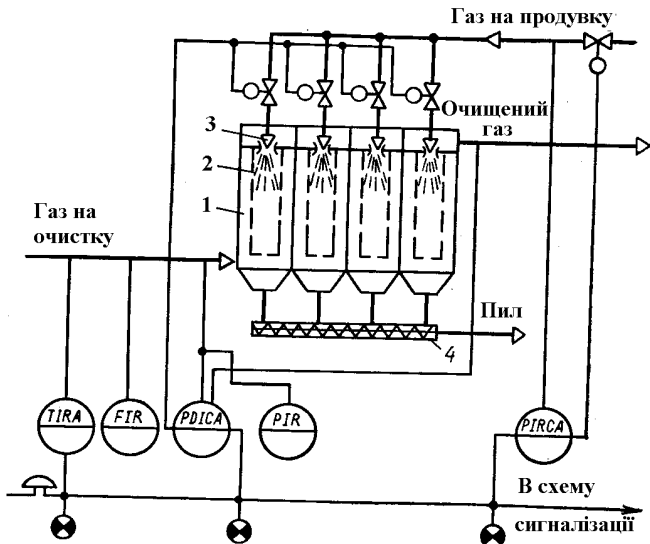 Газ на продувку
Очищений
газ
3
2
1
Газ на
очистку
Пил
4
TIRA
FIR
PDICA
PIR
PIRCA
В схему
сигналізації